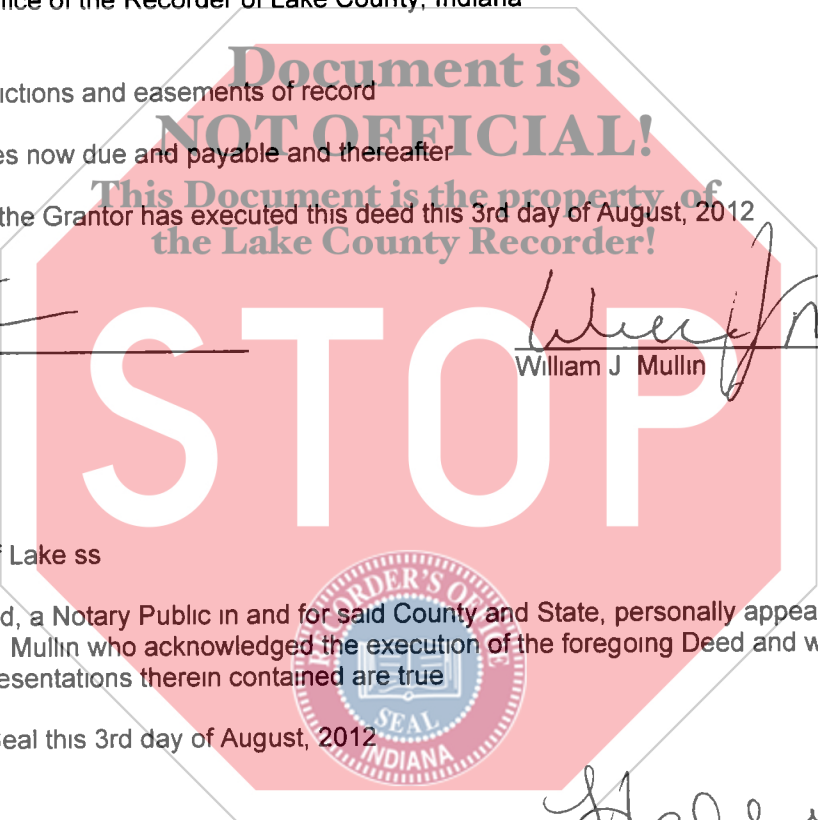 fice of the Recorder of Lake County, Indiana
Document is
ictions and easements of record
NOT OFFICIAL!
es now due and payable and thereafter
This Document is the property of
the Grantor has executed this deed this 3rd day of August, 2012
the Lake County Recorder!
William J Mullin
STOP
Lake ss
RECORDER'S OFFICE
d, a Notary Public in and for said County and State, personally appea
Mullin who acknowledged the execution of the foregoing Deed and w
esentations therein contained are true
SEAL
Seal this 3rd day of August, 2012
INDIANA